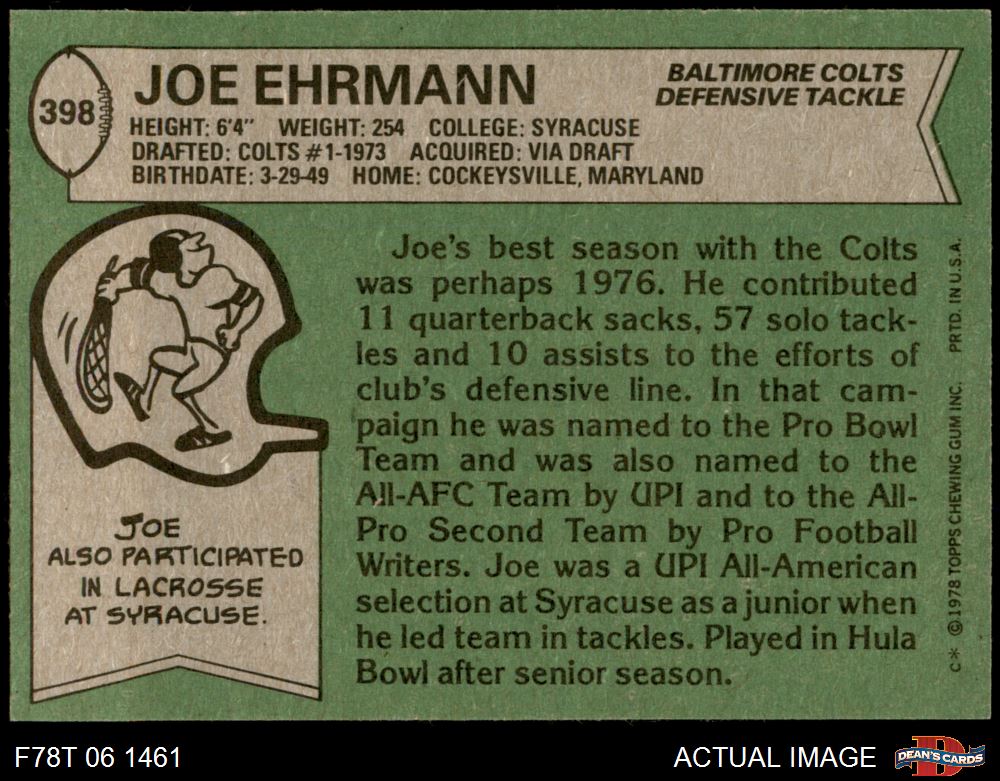 398
JOE EHRMANN
BALTIMORE COLTS
DEFENSIVE TACKLE
HEIGHT: 6'4" WEIGHT: 254 COLLEGE: SYRACUSE
DRAFTED: COLTS #1-1973 ACQUIRED: VIA DRAFT
BIRTHDATE: 3-29-49 HOME: COCKEYSVILLE, MARYLAND
JOE
ALSO PARTICIPATED
IN LACROSSE
AT SYRACUSE.
Joe's best season with the Colts
was perhaps 1976. He contributed
11 quarterback sacks, 57 solo tack-
les and 10 assists to the efforts of
club's defensive line. In that cam-
paign he was named to the Pro Bowl
Team and was also named to the
All-AFC Team by UPI and to the All-
Pro Second Team by Pro Football
Writers. Joe was a UPI All-American
selection at Syracuse as a junior when
he led team in tackles. Played in Hula
Bowl after senior season.
C* ©1978 TOPPS CHEWING GUM INC. PRTD. IN U.S.A.
F78T 06 1461
ACTUAL IMAGE
D
DEAN'S CARDS